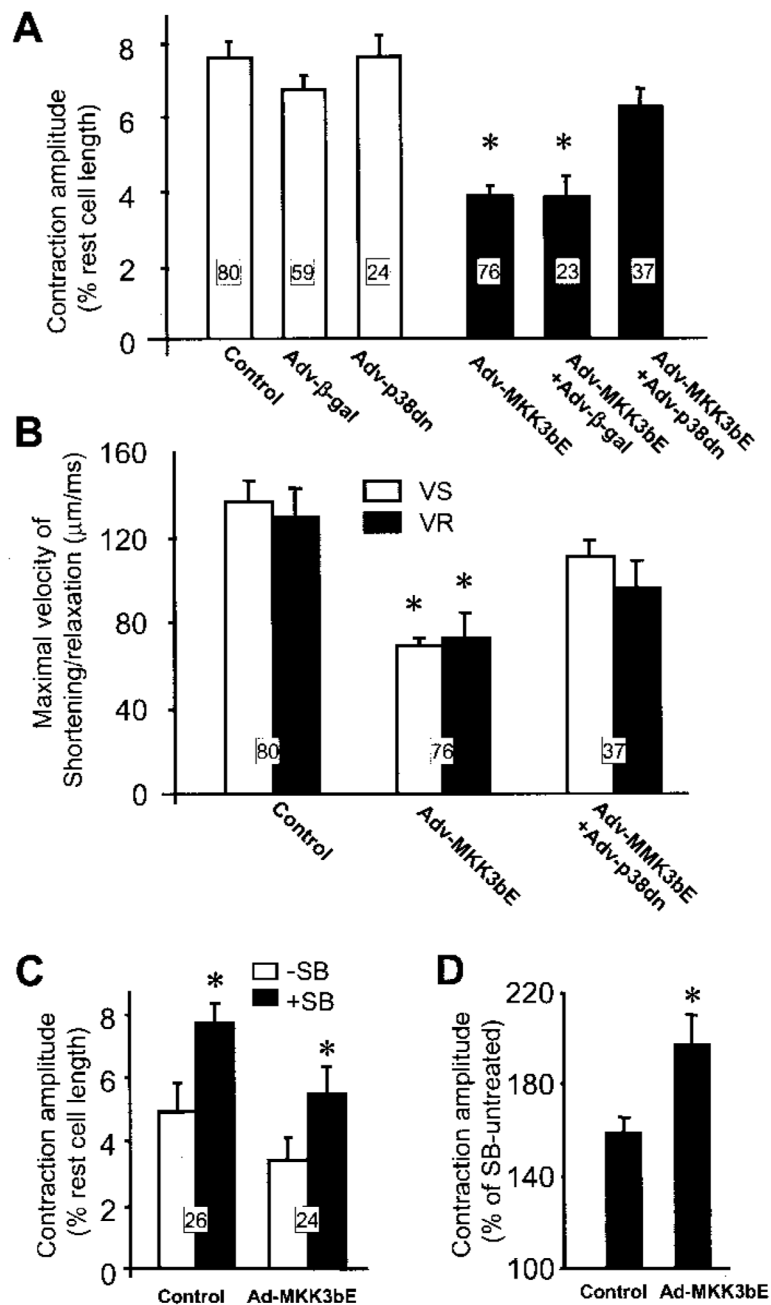 A
Contraction amplitude
(% rest cell length)
8
6
4
2
0
80
59
24
76
23
37
*
*
Control
Adv-β-gal
Adv-p38dn
Adv-MKK3bE
Adv-MKK3bE
+Adv-β-gal
Adv-MKK3bE
+Adv-p38dn
B
Maximal velocity of
Shortening/relaxation (μm/ms)
160
120
80
40
0
VS
VR
*
*
80
76
37
Control
Adv-MKK3bE
Adv-MMK3bE
+Adv-p38dn
C
Contraction amplitude
(% rest cell length)
8
6
4
2
0
-SB
+SB
*
*
26
24
Control
Ad-MKK3bE
D
Contraction amplitude
(% of SB-untreated)
220
180
140
100
*
Control
Ad-MKK3bE